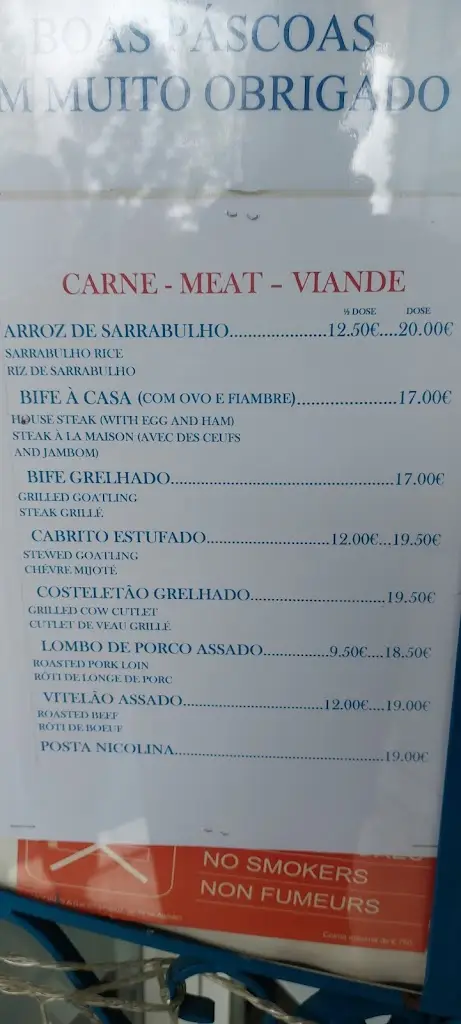 BOAS PÁSCOAS
M MUITO OBRIGADO
CARNE - MEAT - VIANDE
½ DOSE DOSE
ARROZ DE SARRABULHO..................12.50€....20.00€
SARRABULHO RICE
RIZ DE SARRABULHO
BIFE À CASA (COM OVO E FIAMBRE)....................17.00€
HOUSE STEAK (WITH EGG AND HAM)
STEAK À LA MAISON (AVEC DES CEUFS
AND JAMBOM)
BIFE GRELHADO.............................................17.00€
GRILLED GOATLING
STEAK GRILLÉ
CABRITO ESTUFADO.........................12.00€...19.50€
STEWED GOATLING
CHÉVRE MIJOTÉ
COSTELETÃO GRELHADO...........................19.50€
GRILLED COW CUTLET
CUTLET DE VEAU GRILLÉ
LOMBO DE PORCO ASSADO.............9.50€....18.50€
ROASTED PORK LOIN
RÔTI DE LONGE DE PORC
VITELÃO ASSADO............................12.00€....19.00€
ROASTED BEEF
RÔTI DE BOEUF
POSTA NICOLINA...........................................19.00€
NO SMOKERS
NON FUMEURS